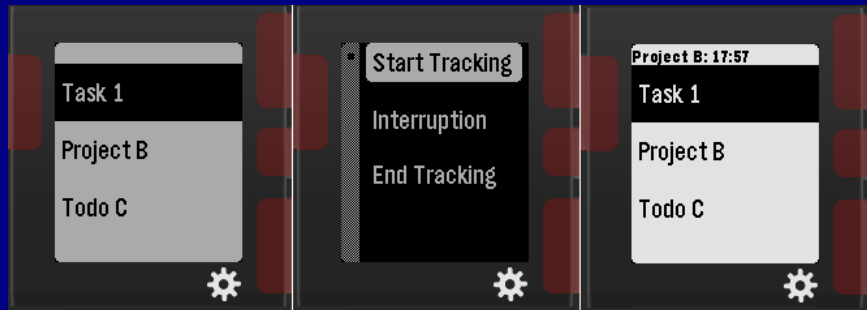 Task 1
Project B
Todo C
Start Tracking
Interruption
End Tracking
Project B: 17:57
Task 1
Project B
Todo C